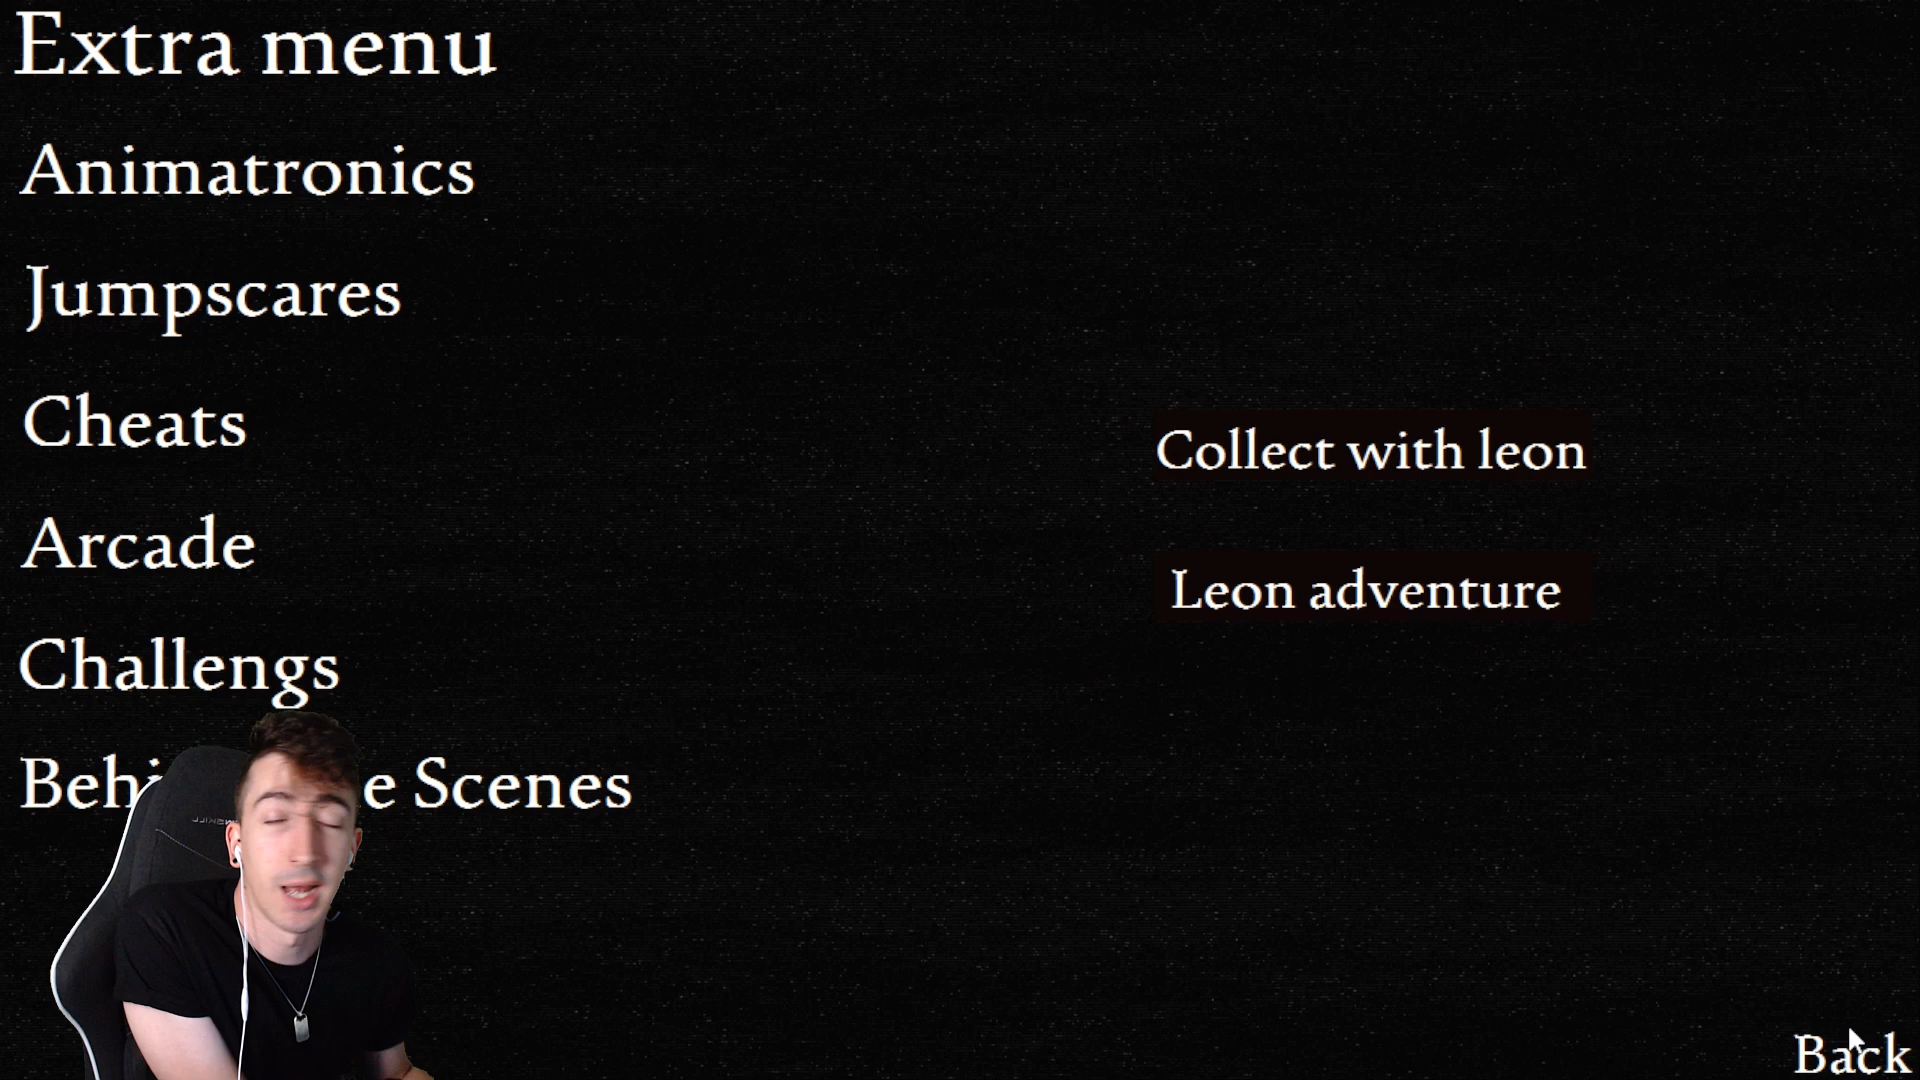 Extra menu
Animatronics
Jumpscares
Cheats
Arcade
Challengs
Scenes
Collect with leon
Leon adventure
Back